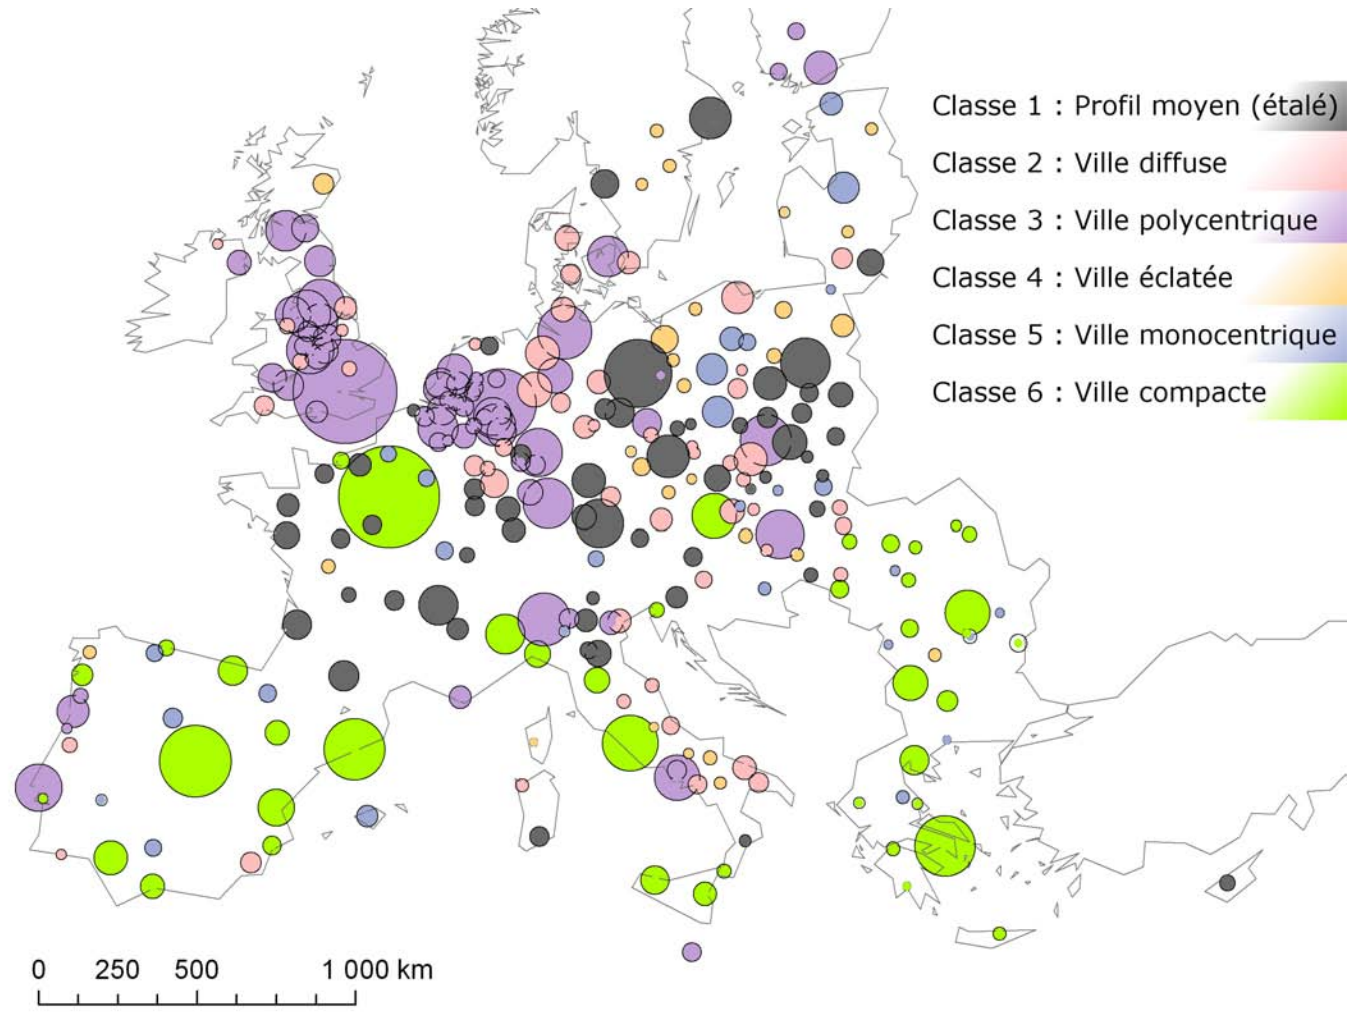 Classe 1 : Profil moyen (étalé)
Classe 2 : Ville diffuse
Classe 3 : Ville polycentrique
Classe 4 : Ville éclatée
Classe 5 : Ville monocentrique
Classe 6 : Ville compacte
0 250 500 1 000 km